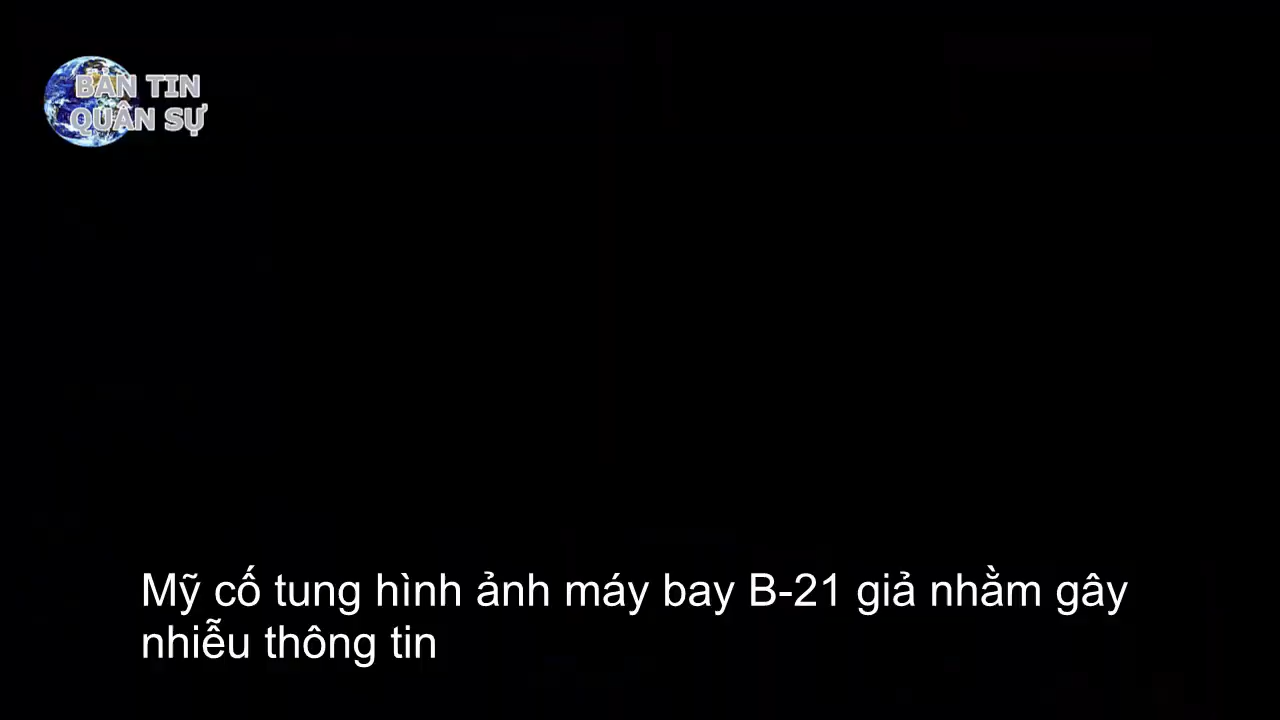 BẢN TIN
QUÂN SỰ
Mỹ cố tung hình ảnh máy bay B-21 giả nhằm gây
nhiễu thông tin